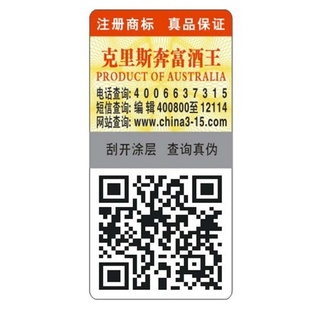 注册商标 真品保证
克里斯奔富酒王
PRODUCT OF AUSTRALIA
电话查询: 4006637315
短信查询: 编辑400800至12114
网站查询: www.china3-15.com
刮开涂层 查询真伪